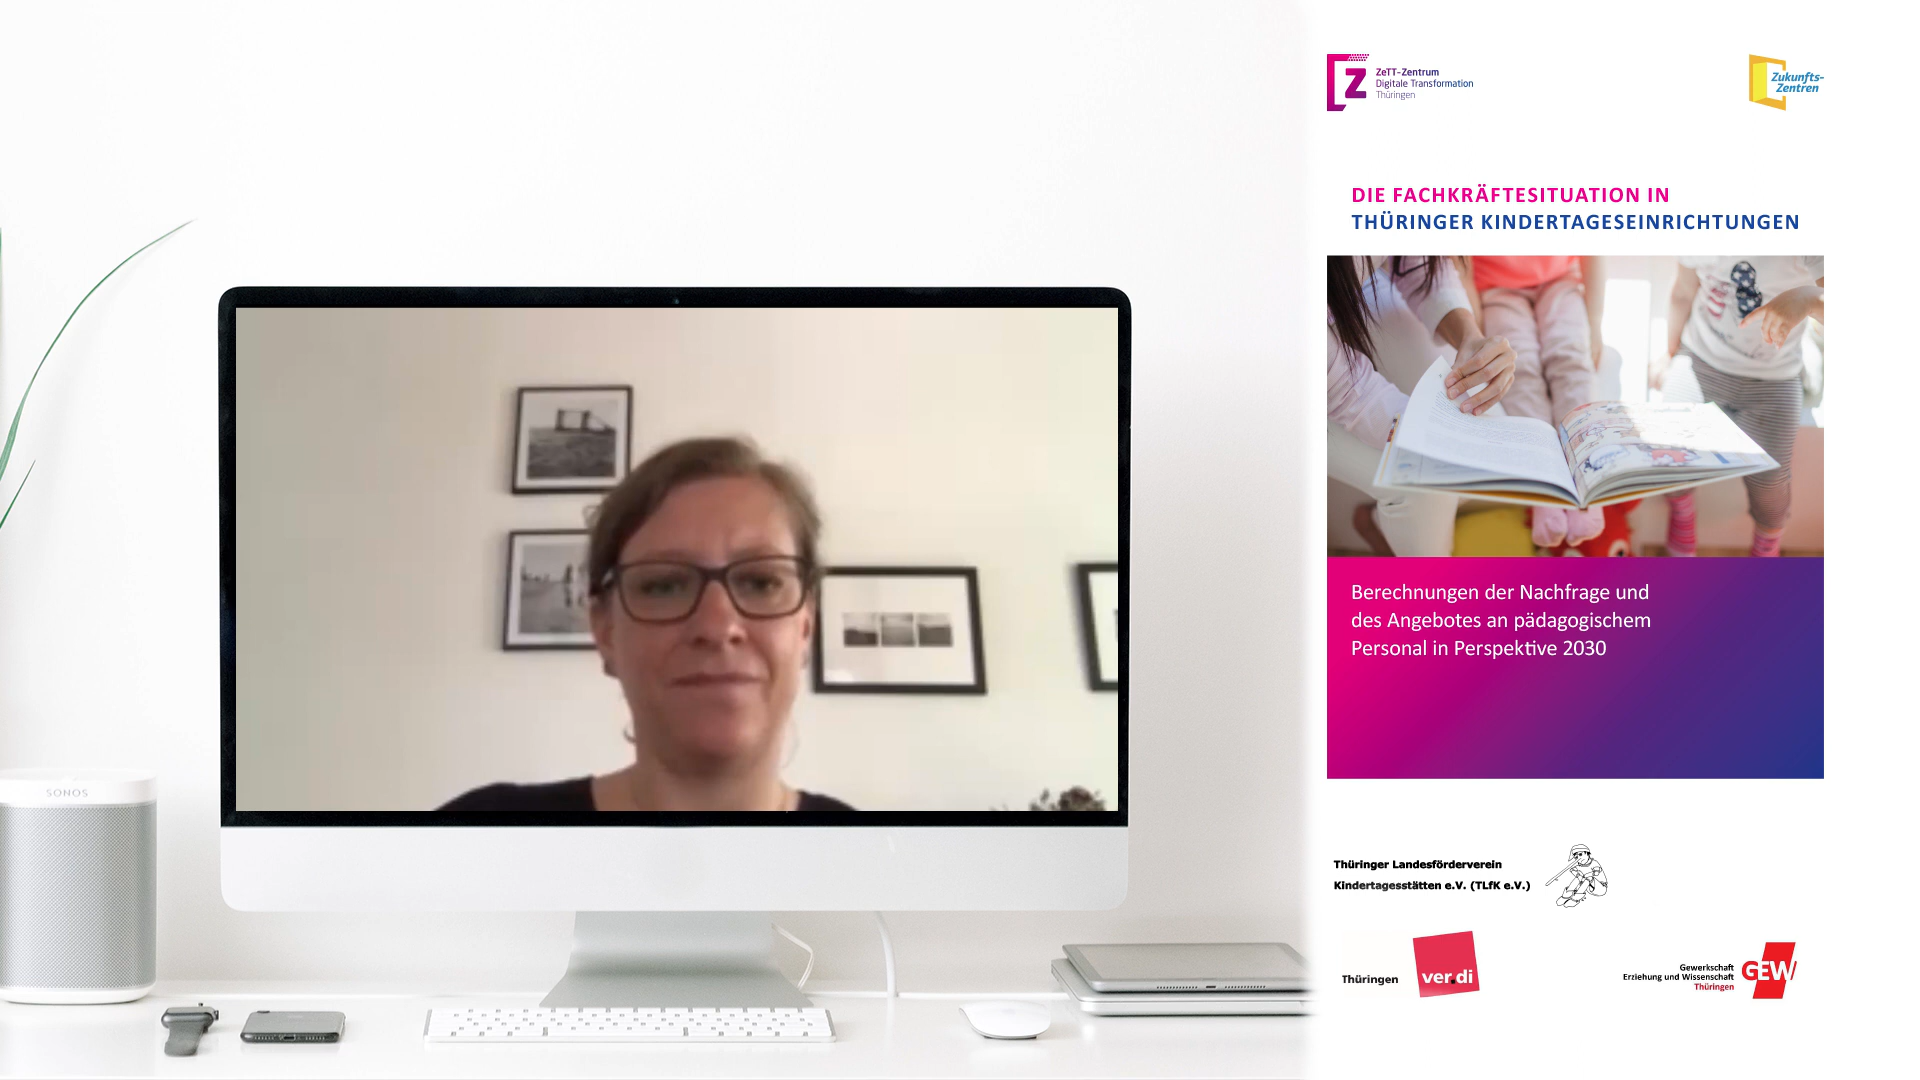 Z
ZeTT-Zentrum
Digitale Transformation
Thüringen
Zukunfts-
Zentren
DIE FACHKRÄFTESITUATION IN
THÜRINGER KINDERTAGESEINRICHTUNGEN
Berechnungen der Nachfrage und
des Angebotes an pädagogischem
Personal in Perspektive 2030
SONOS
Thüringer Landesförderverein
Kindertagesstätten e.V. (TLfK e.V.)
Thüringen
ver.di
Gewerkschaft
Erziehung und Wissenschaft
Thüringen
GEW